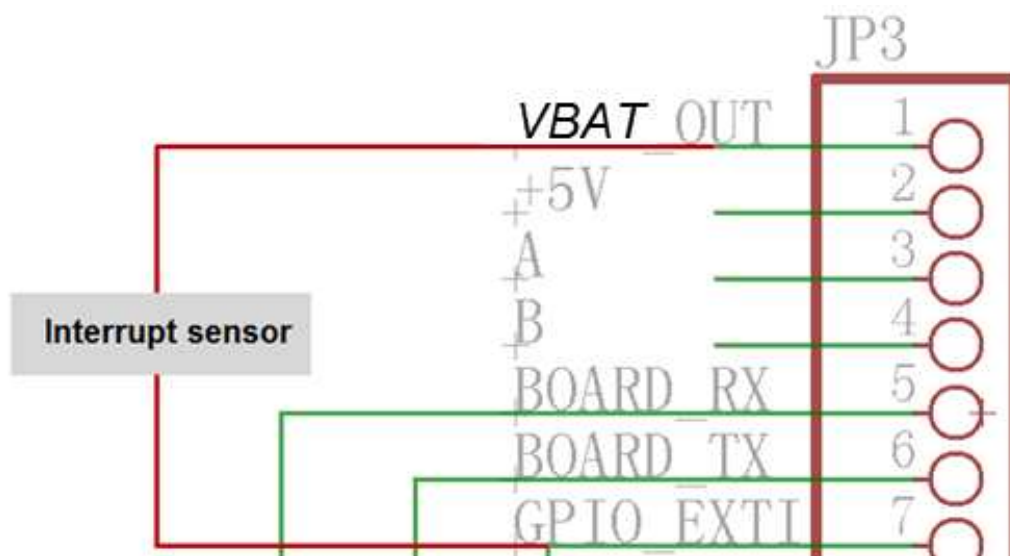 JP3
VBAT_OUT 1
+5V 2
A 3
Interrupt sensor
B 4
BOARD_RX 5
BOARD_TX 6
GPIO_EXTI 7